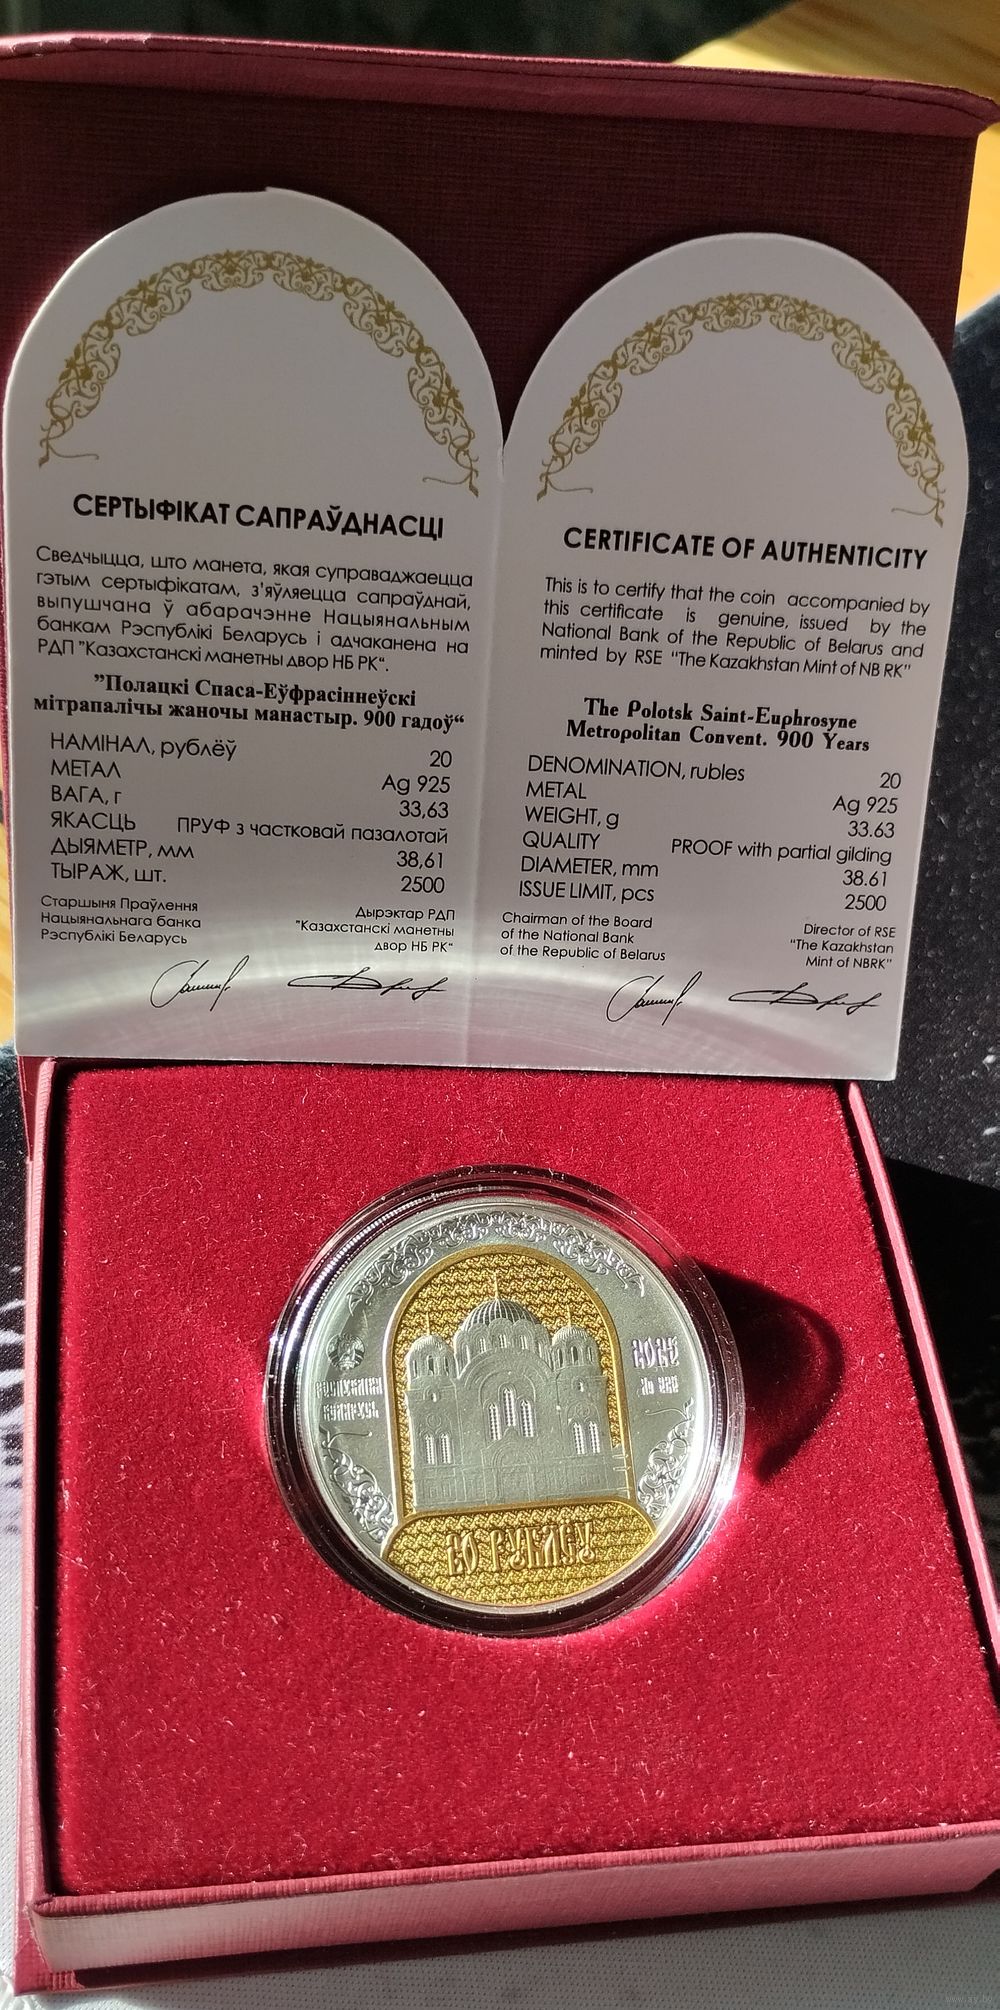 СЕРТЫФІКАТ САПРАЎДНАСЦІ
Сведчыцца, што манета, якая суправаджаецца
гэтым сертыфікатам, з'яўляецца сапраўднай,
выпушчана ў абарачэнне Нацыянальным
банкам Рэспублікі Беларусь і адчаканена на
РДП "Казахстанскі манетны двор НБ РК“.
”Полацкі Спаса-Еўфрасіннеўскі
мітрапалічы жаночы манастыр. 900 гадоў“
НАМІНАЛ, рублёў 20
МЕТАЛ Ag 925
ВАГА, г 33,63
ЯКАСЦЬ ПРУФ з частковай пазалотай
ДЫЯМЕТР, мм 38,61
ТЫРАЖ, шт. 2500
Старшыня Праўлення
Нацыянальнага банка
Рэспублікі Беларусь
Дырэктар РДП
"Казахстанскі манетны
двор НБ РК“
CERTIFICATE OF AUTHENTICITY
This is to certify that the coin accompanied by
this certificate is genuine, issued by the
National Bank of the Republic of Belarus and
minted by RSE "The Kazakhstan Mint of NB RK"
The Polotsk Saint-Euphrosyne
Metropolitan Convent. 900 Years
DENOMINATION, rubles 20
METAL Ag 925
WEIGHT, g 33.63
QUALITY PROOF with partial gilding
DIAMETER, mm 38.61
ISSUE LIMIT, pcs 2500
Chairman of the Board
of the National Bank
of the Republic of Belarus
Director of RSE
"The Kazakhstan
Mint of NBRK"
РЭСПУБЛІКА
БЕЛАРУСЬ
20 РУБЛЁЎ
www.ay.by